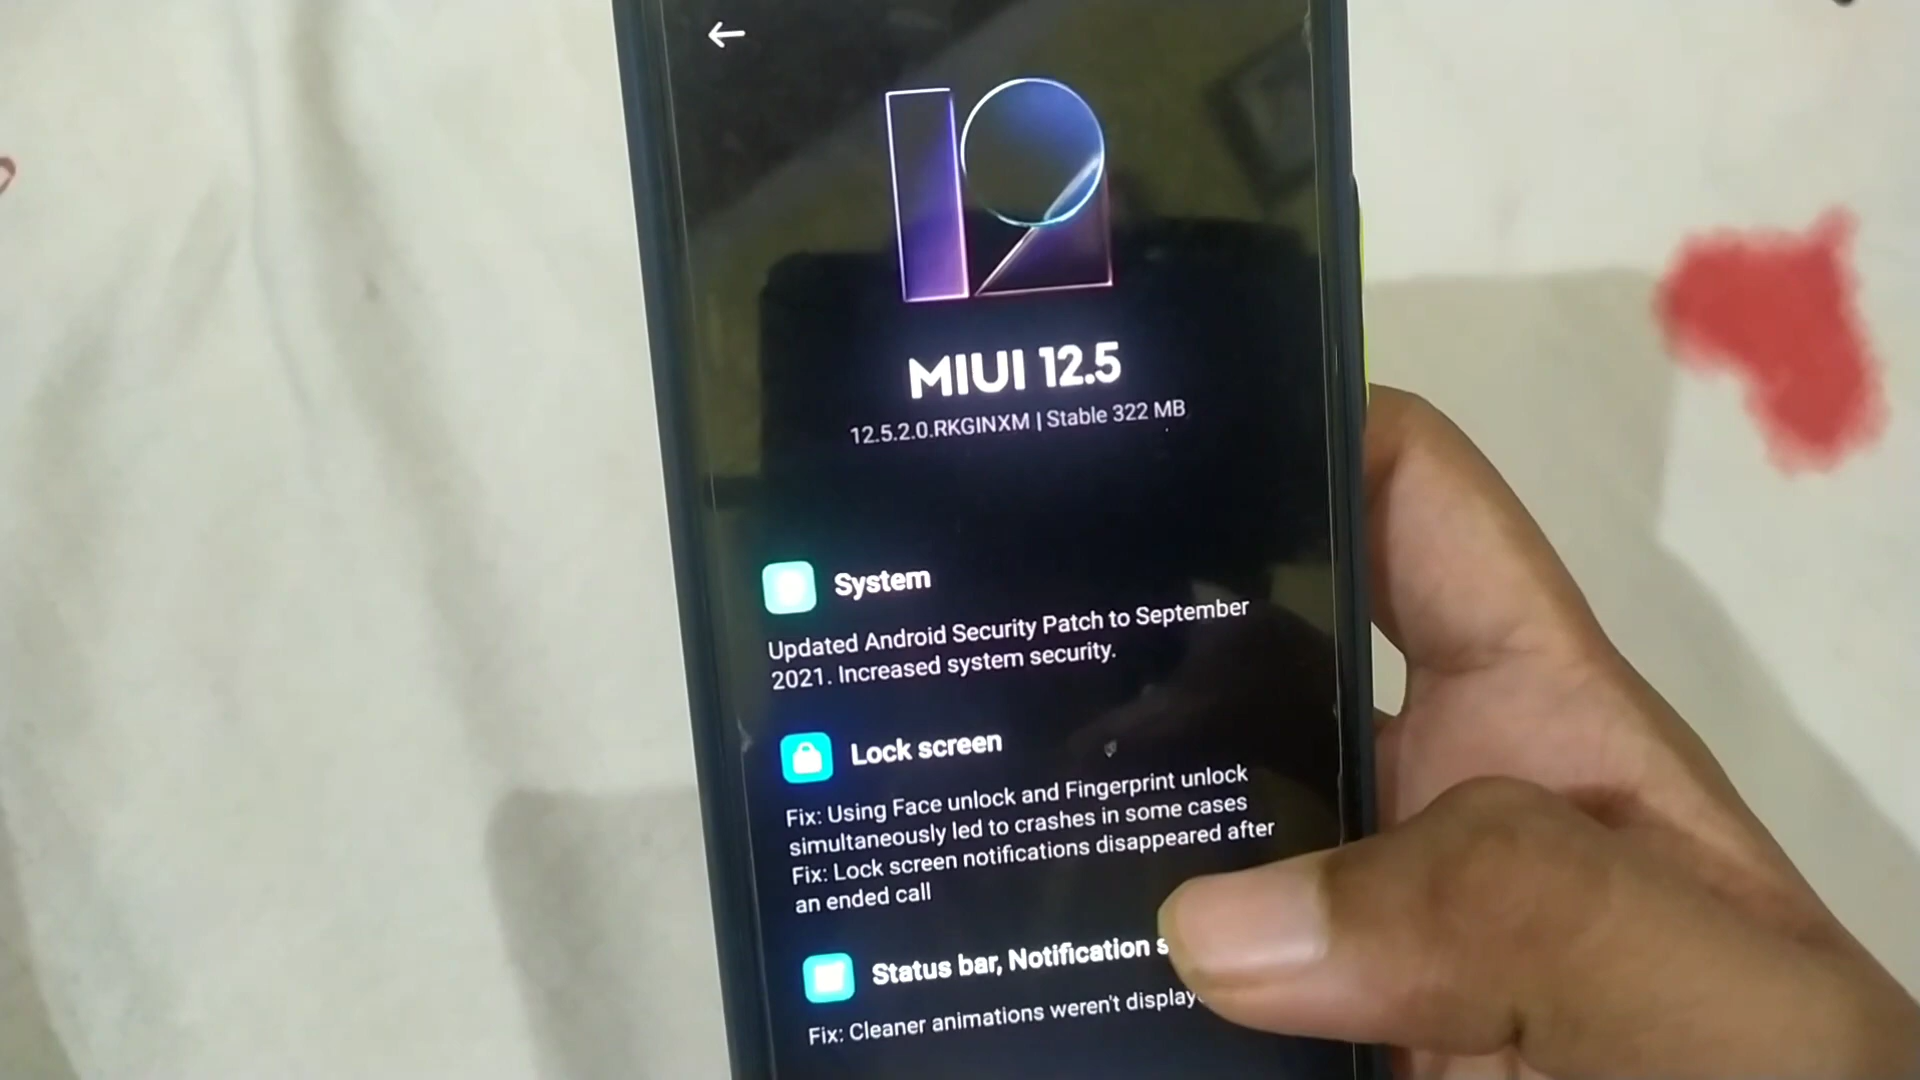 12
MIUI 12.5
12.5.2.0.RKGINXM | Stable 322 MB
System
Updated Android Security Patch to September
2021. Increased system security.
Lock screen
Fix: Using Face unlock and Fingerprint unlock
simultaneously led to crashes in some cases
Fix: Lock screen notifications disappeared after
an ended call
Status bar, Notification
Fix: Cleaner animations weren't